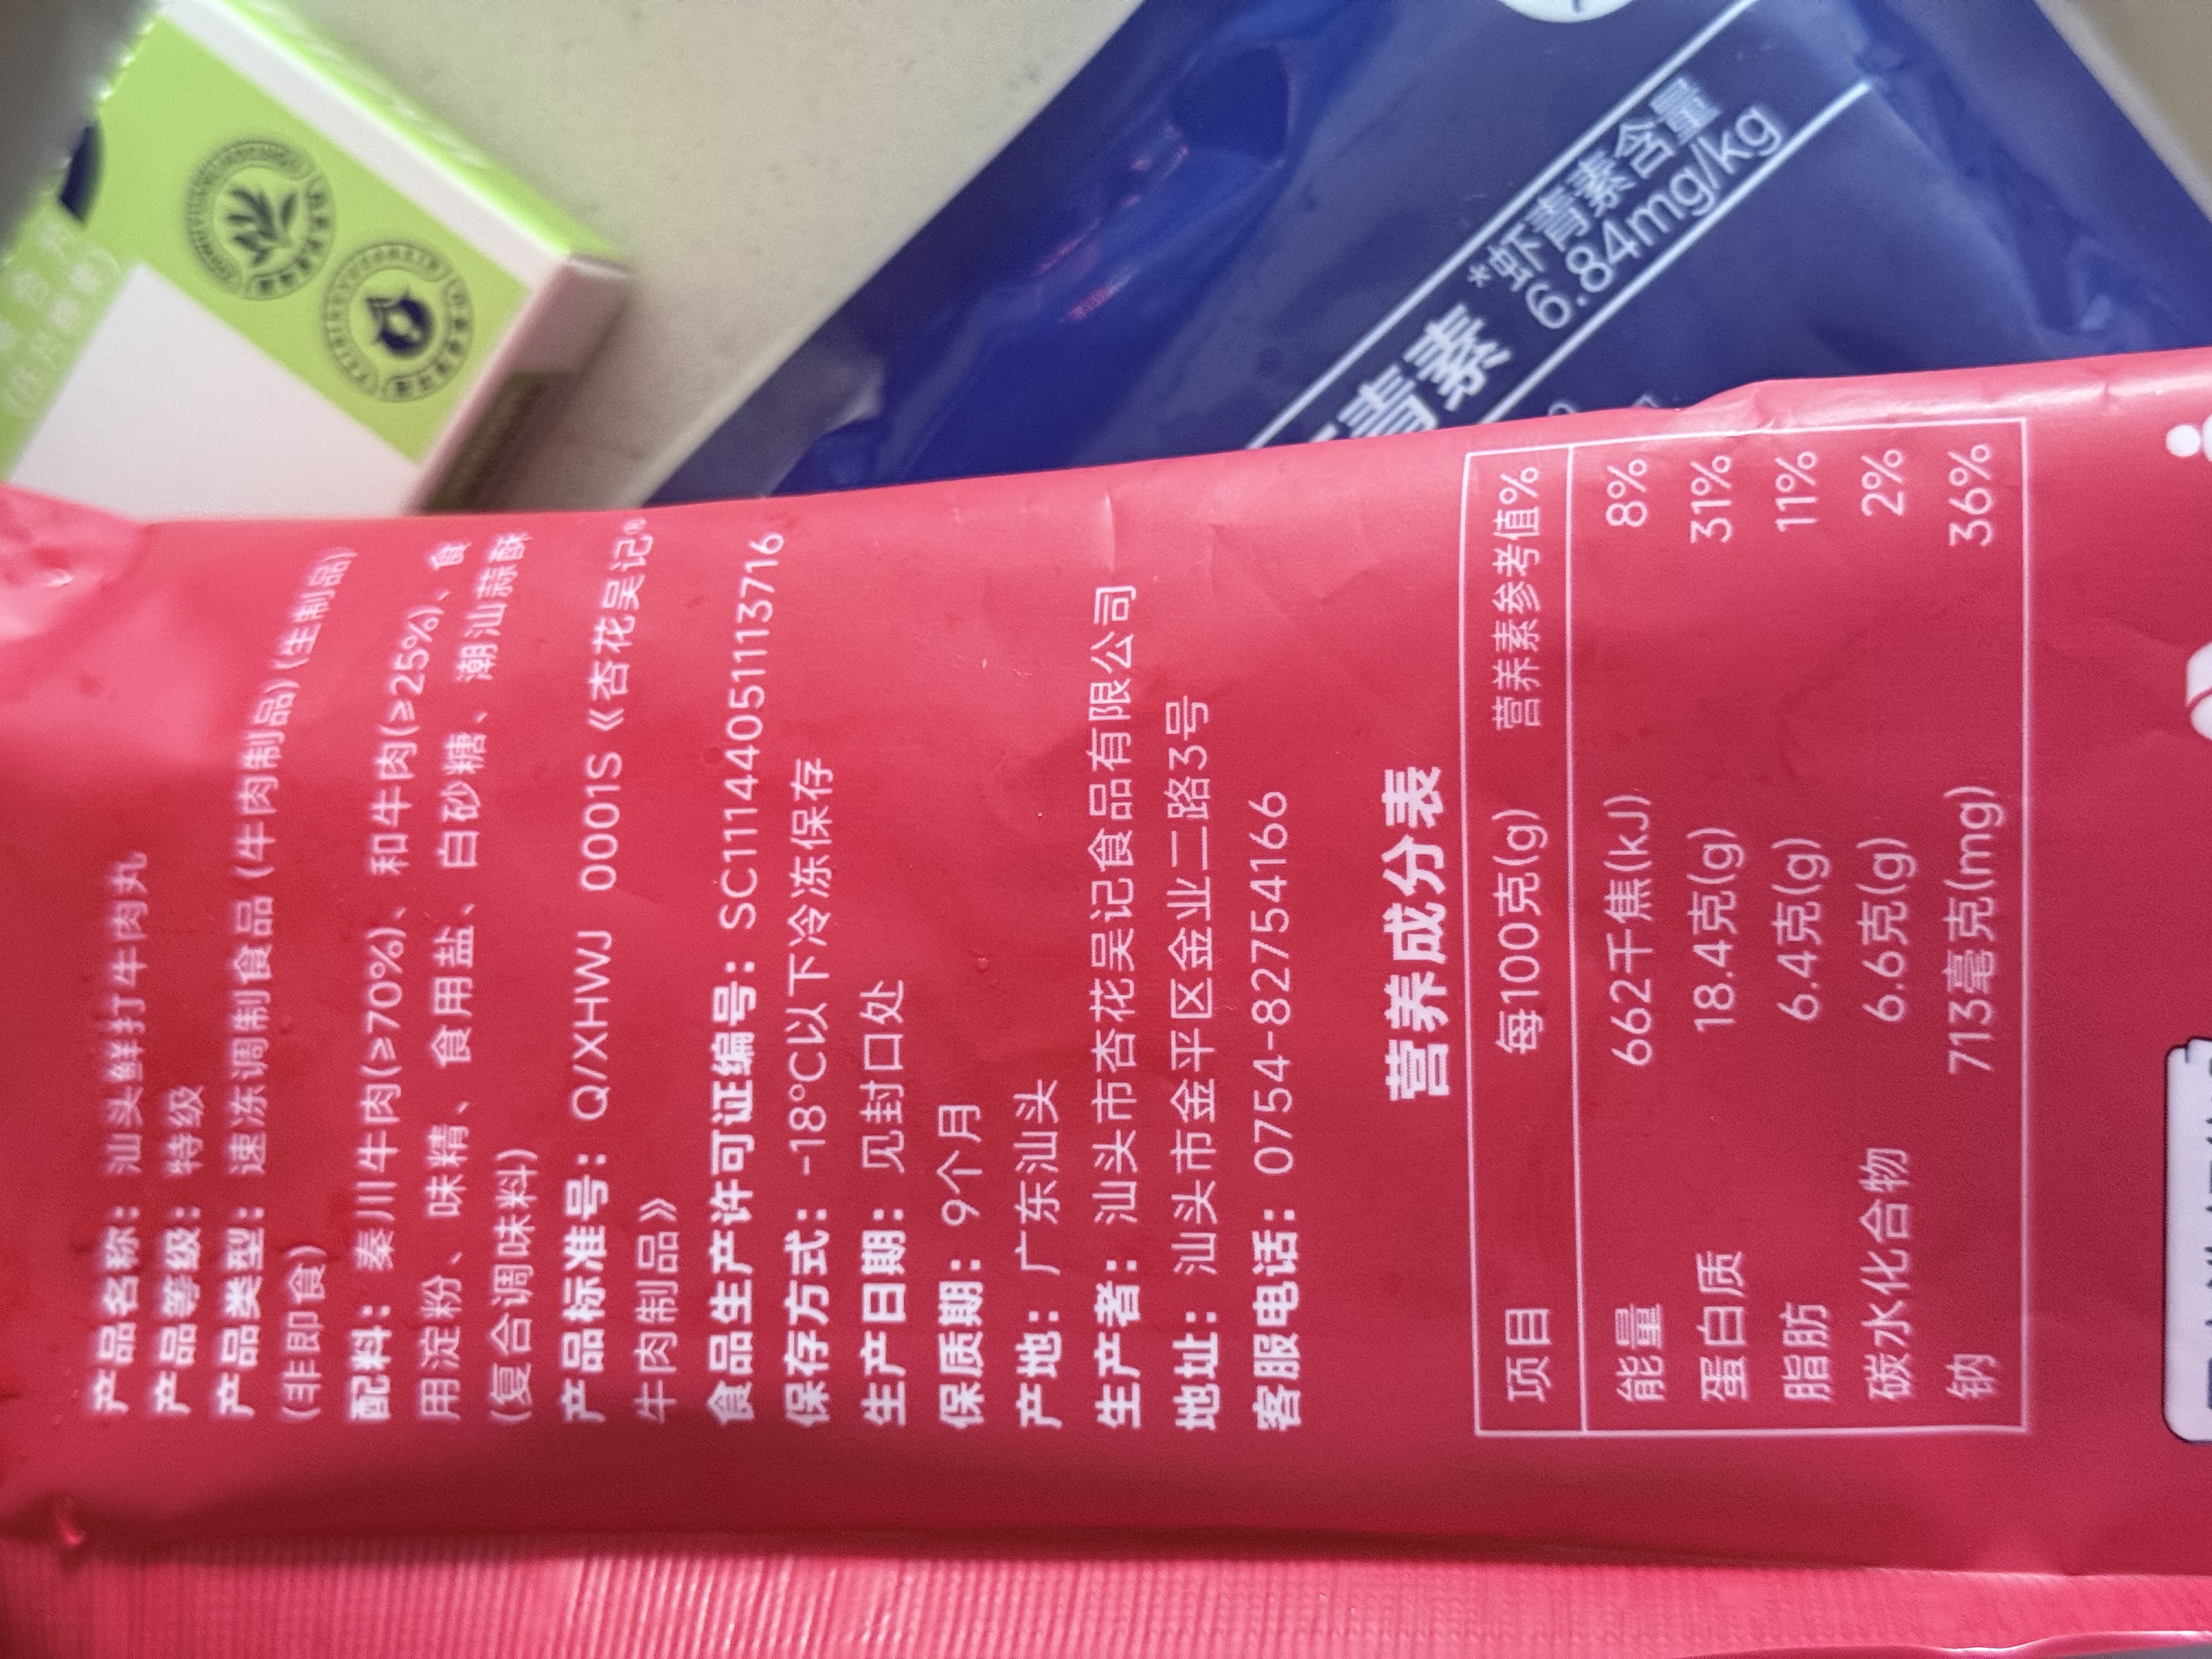 产品名称：汕头鲜打牛肉丸
产品等级：特级
产品类型：速冻调制食品 (牛肉制品) (生制品)
(非即食)
配料：秦川牛肉(≥70%)、和牛肉(≥25%)、食
用淀粉、味精、食用盐、白砂糖、潮汕蒜酥
(复合调味料)
产品标准号：Q/XHWJ 0001S《杏花吴记®
牛肉制品》
食品生产许可证编号：SC11144051113716
保存方式：-18℃以下冷冻保存
生产日期：见封口处
保质期：9个月
产地：广东汕头
生产者：汕头市杏花吴记食品有限公司
地址：汕头市金平区金业二路3号
客服电话：0754-82754166
营养成分表
项目 每100克(g) 营养素参考值%
能量 662千焦(kJ) 8%
蛋白质 18.4克(g) 31%
脂肪 6.4克(g) 11%
碳水化合物 6.6克(g) 2%
钠 713毫克(mg) 36%
青素
*虾青素含量
6.84mg/kg